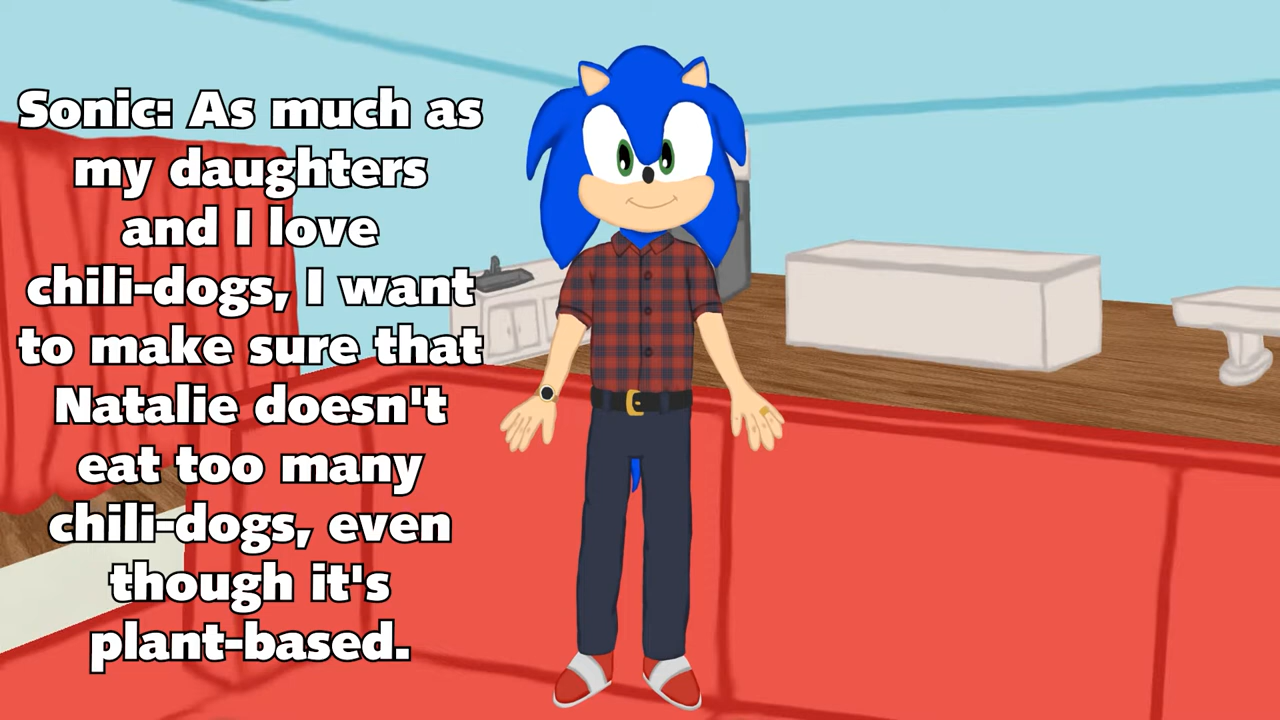 Sonic: As much as
my daughters
and I love
chili-dogs, I want
to make sure that
Natalie doesn't
eat too many
chili-dogs, even
though it's
plant-based.